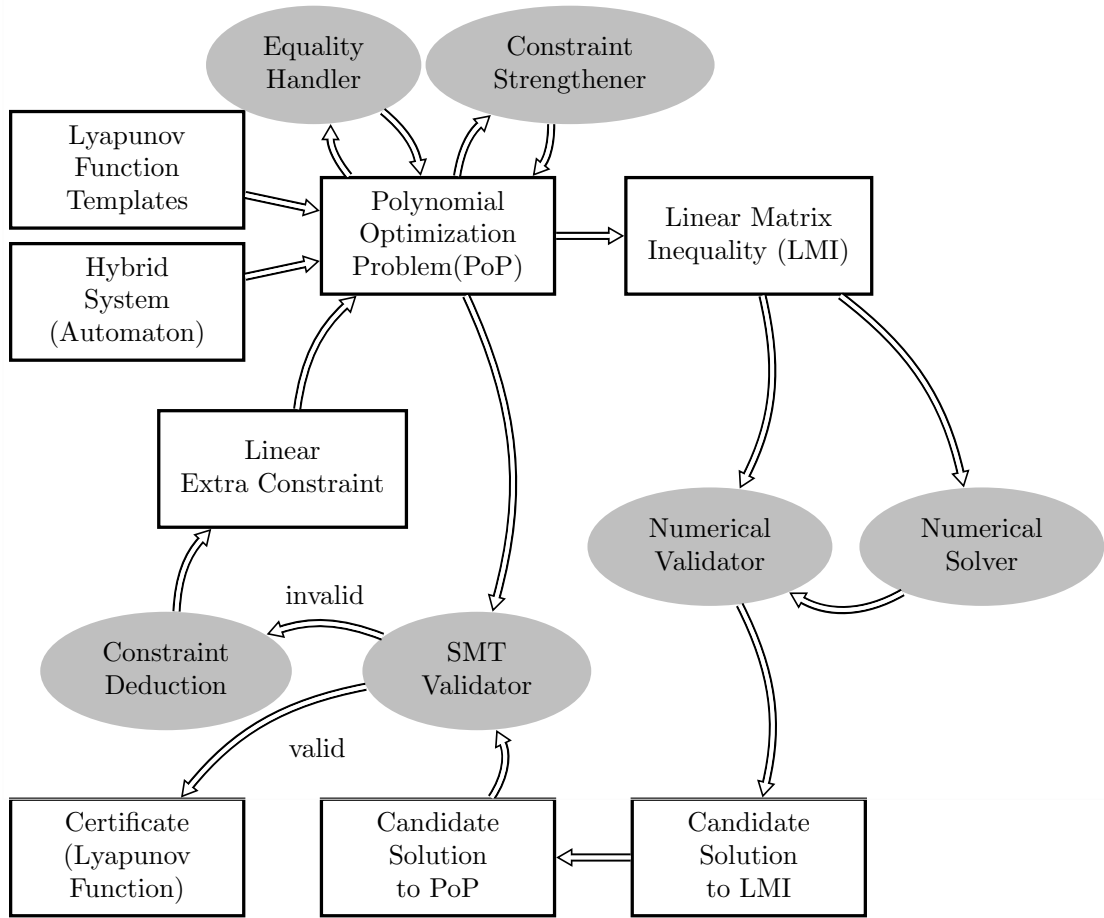 Equality
Handler
Constraint
Strengthener
Lyapunov
Function
Templates
Polynomial
Optimization
Problem(PoP)
Linear Matrix
Inequality (LMI)
Hybrid
System
(Automaton)
Linear
Extra Constraint
Numerical
Validator
Numerical
Solver
invalid
Constraint
Deduction
SMT
Validator
valid
Certificate
(Lyapunov
Function)
Candidate
Solution
to PoP
Candidate
Solution
to LMI